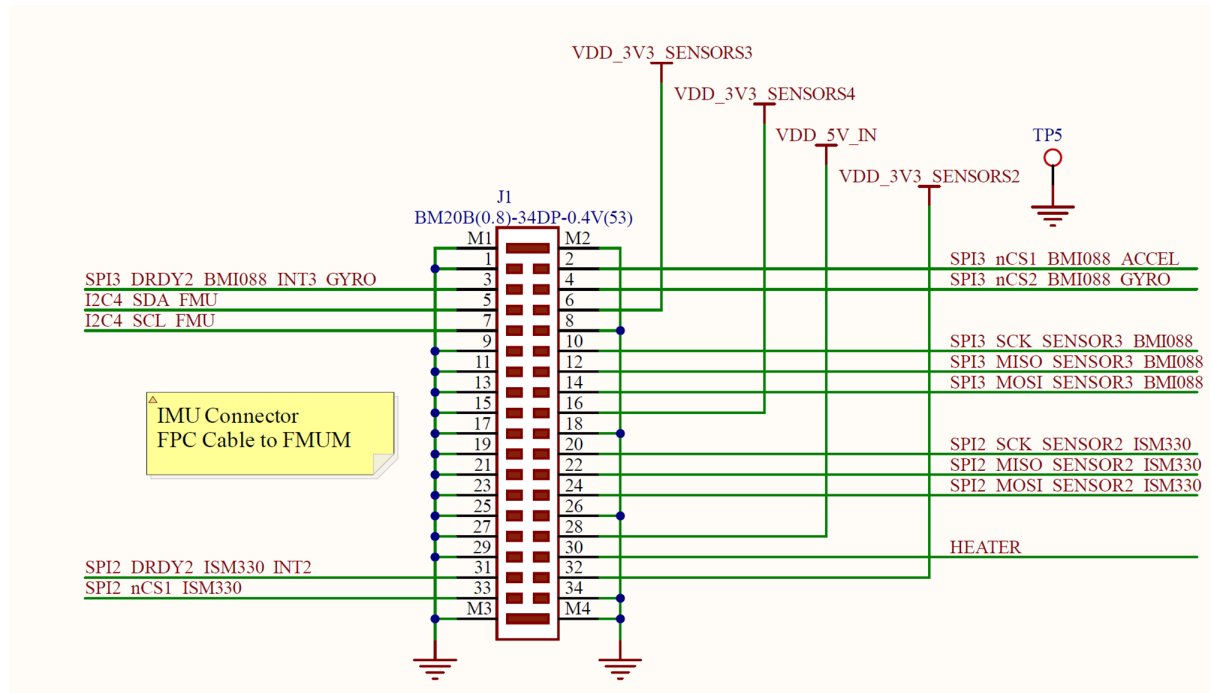 VDD_3V3_SENSORS3
VDD_3V3_SENSORS4
VDD_5V_IN
TP5
VDD_3V3_SENSORS2
J1
BM20B(0.8)-34DP-0.4V(53)
M1 M2
1 2 SPI3_nCS1_BMI088_ACCEL
SPI3_DRDY2_BMI088_INT3_GYRO 3 4 SPI3_nCS2_BMI088_GYRO
I2C4_SDA_FMU 5 6
I2C4_SCL_FMU 7 8
9 10 SPI3_SCK_SENSOR3_BMI088
11 12 SPI3_MISO_SENSOR3_BMI088
13 14 SPI3_MOSI_SENSOR3_BMI088
15 16
IMU Connector
FPC Cable to FMUM
17 18
19 20 SPI2_SCK_SENSOR2_ISM330
21 22 SPI2_MISO_SENSOR2_ISM330
23 24 SPI2_MOSI_SENSOR2_ISM330
25 26
27 28
29 30 HEATER
SPI2_DRDY2_ISM330_INT2 31 32
SPI2_nCS1_ISM330 33 34
M3 M4